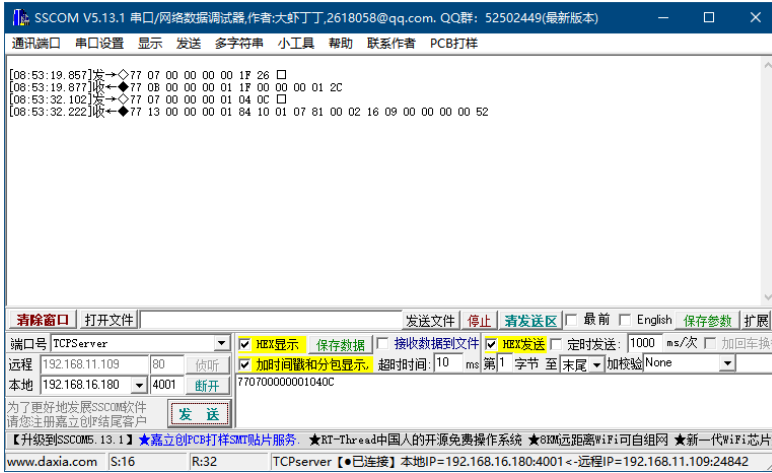 SSCOM V5.13.1 串口/网络数据调试器,作者:大虾丁丁,2618058@qq.com. QQ群: 52502449(最新版本)
通讯端口 串口设置 显示 发送 多字符串 小工具 帮助 联系作者 PCB打样
[08:53:19.857]发→◇77 07 00 00 00 00 1F 26 □
[08:53:19.877]收←◆77 0B 00 00 00 01 1F 00 00 00 01 2C
[08:53:32.102]发→◇77 07 00 00 00 01 04 0C □
[08:53:32.222]收←◆77 13 00 00 00 01 84 10 01 07 81 00 02 16 09 00 00 00 00 52
清除窗口 打开文件 发送文件 停止 清发送区 最前 English 保存参数 扩展
端口号 TCPServer HEX显示 保存数据 接收数据到文件 HEX发送 定时发送: 1000 ms/次 加回车换
远程 192.168.11.109 80 侦听 加时间戳和分包显示, 超时时间: 10 ms 第1 字节 至 末尾 加校验 None
本地 192.168.16.180 4001 断开 770700000001040C
为了更好地发展SSCOM软件
请您注册嘉立创F结尾客户
发 送
【升级到SSCOM5.13.1】★嘉立创PCB打样SMT贴片服务. ★RT-Thread中国人的开源免费操作系统 ★8KM远距离WiFi可自组网 ★新一代WiFi芯片
www.daxia.com S:16 R:32 TCPserver【●已连接】本地IP=192.168.16.180:4001<-远程IP=192.168.11.109:24842